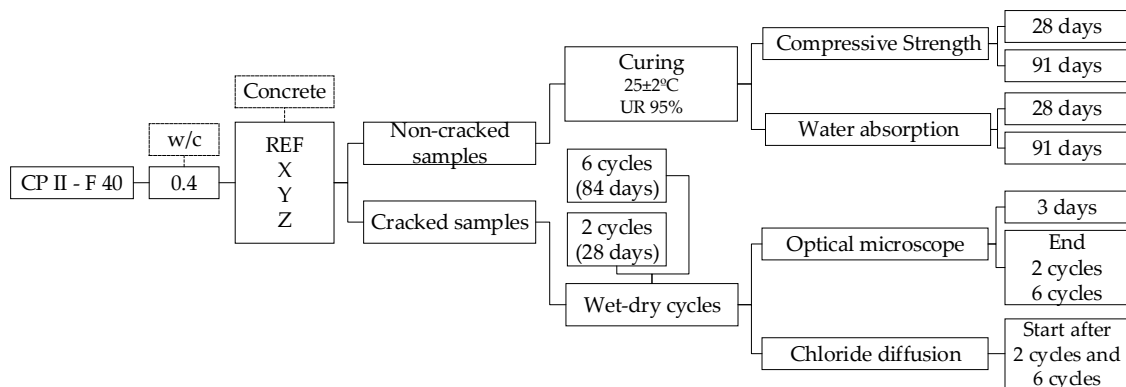 CP II - F 40
w/c
0.4
Concrete
REF
X
Y
Z
Non-cracked
samples
Cracked samples
Curing
25±2ºC
UR 95%
6 cycles
(84 days)
2 cycles
(28 days)
Wet-dry cycles
Compressive Strength
28 days
91 days
Water absorption
28 days
91 days
Optical microscope
3 days
End
2 cycles
6 cycles
Chloride diffusion
Start after
2 cycles and
6 cycles